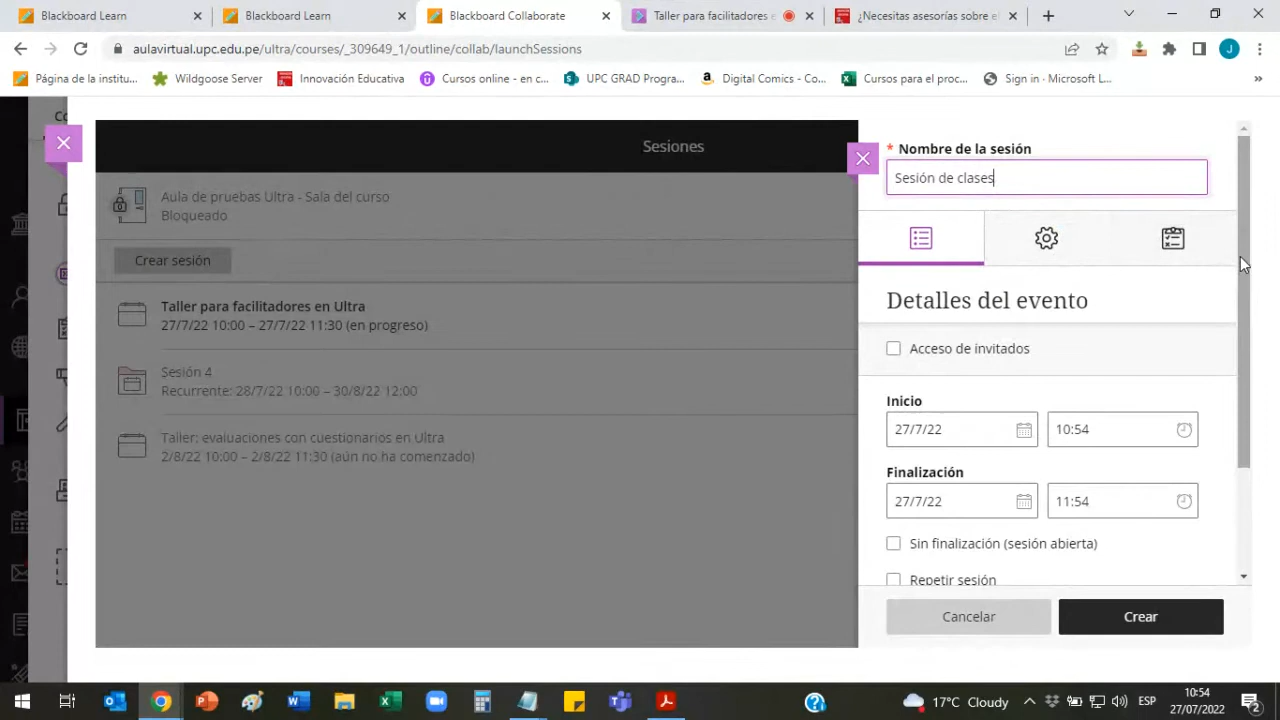 Blackboard Learn
Blackboard Learn
Blackboard Collaborate
Taller para facilitadores e
¿Necesitas asesorías sobre el
aulavirtual.upc.edu.pe/ultra/courses/_309649_1/outline/collab/launchSessions
J
Página de la institu...
Wildgoose Server
Innovación Educativa
Cursos online - en c...
UPC GRAD Progra...
Digital Comics - Co...
Cursos para el proc...
Sign in - Microsoft L...
»
Co
Sesiones
Aula de pruebas Ultra - Sala del curso
Bloqueado
Crear sesión
Taller para facilitadores en Ultra
27/7/22 10:00 – 27/7/22 11:30 (en progreso)
Sesión 4
Recurrente: 28/7/22 10:00 – 30/8/22 12:00
Taller: evaluaciones con cuestionarios en Ultra
2/8/22 10:00 – 2/8/22 11:30 (aún no ha comenzado)
* Nombre de la sesión
Sesión de clases
Detalles del evento
Acceso de invitados
Inicio
27/7/22
10:54
Finalización
27/7/22
11:54
Sin finalización (sesión abierta)
Repetir sesión
Cancelar
Crear
17°C Cloudy
ESP
10:54
27/07/2022
2